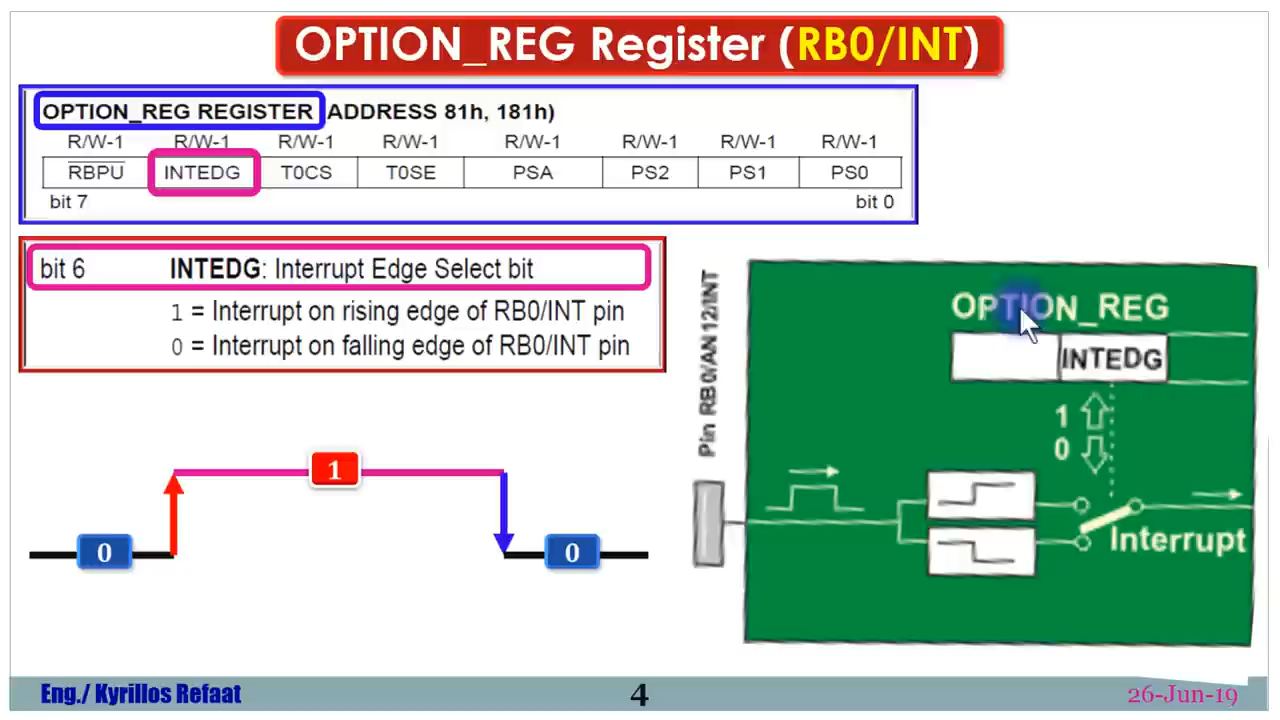 OPTION_REG Register (RB0/INT)
OPTION_REG REGISTER (ADDRESS 81h, 181h)
R/W-1 R/W-1 R/W-1 R/W-1 R/W-1 R/W-1 R/W-1 R/W-1
RBPU INTEDG T0CS T0SE PSA PS2 PS1 PS0
bit 7 bit 0
bit 6 INTEDG: Interrupt Edge Select bit
1 = Interrupt on rising edge of RB0/INT pin
0 = Interrupt on falling edge of RB0/INT pin
1
0
0
Pin RB0/AN12/INT
OPTION_REG
INTEDG
1
0
Interrupt
Eng./ Kyrillos Refaat
4
26-Jun-19